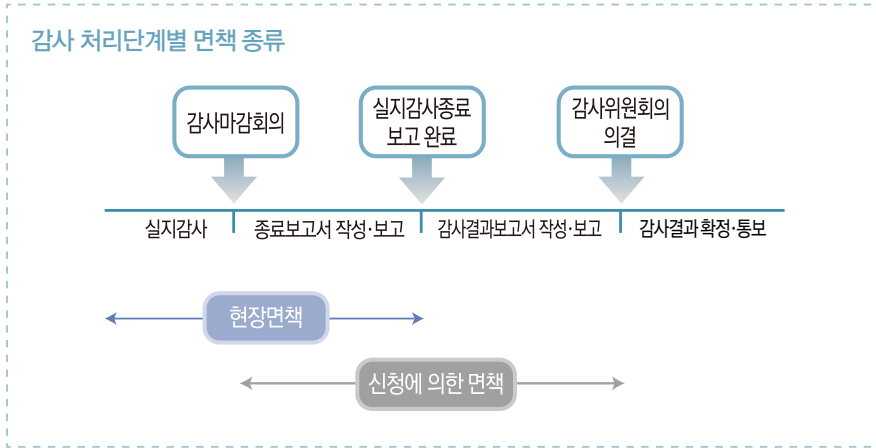 감사 처리단계별 면책 종류
감사마감회의
실지감사종료
보고 완료
감사위원회의
의결
실지감사
종료보고서 작성·보고
감사결과보고서 작성·보고
감사결과 확정·통보
현장면책
신청에 의한 면책